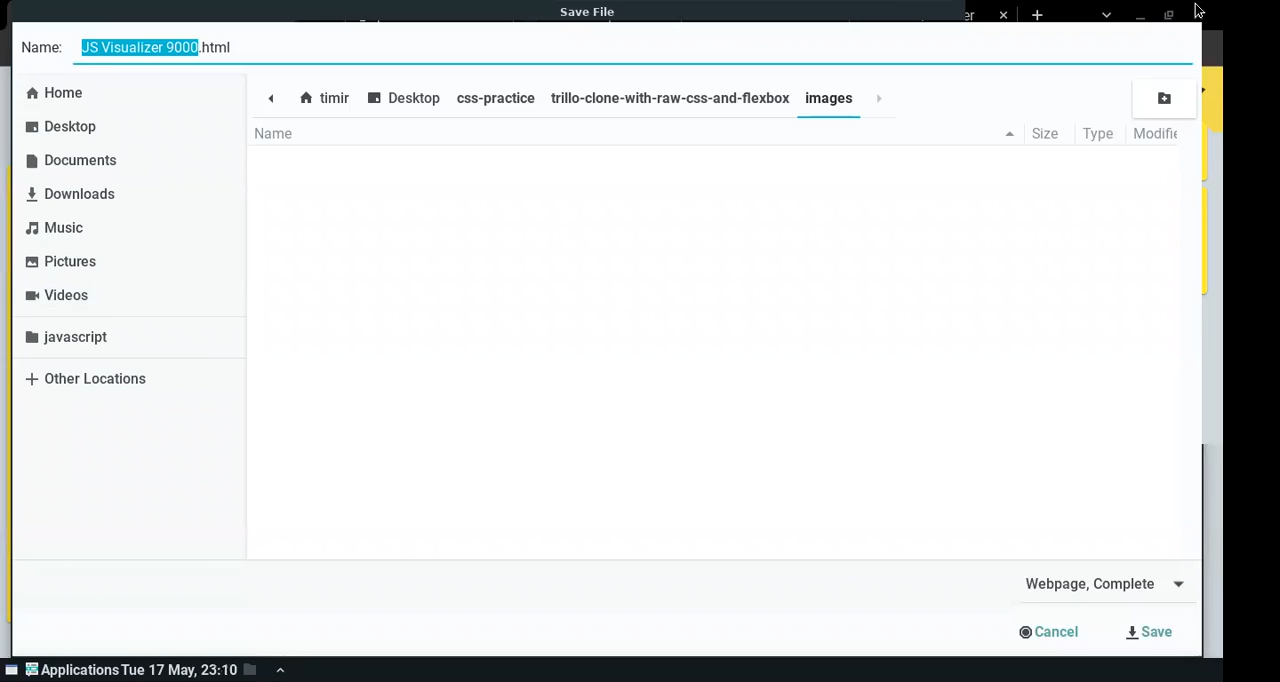 Save File
er
Name: JS Visualizer 9000.html
Home
Desktop
Documents
Downloads
Music
Pictures
Videos
javascript
Other Locations
timir Desktop css-practice trillo-clone-with-raw-css-and-flexbox images
Name Size Type Modifie
Webpage, Complete
Cancel Save
Applications Tue 17 May, 23:10